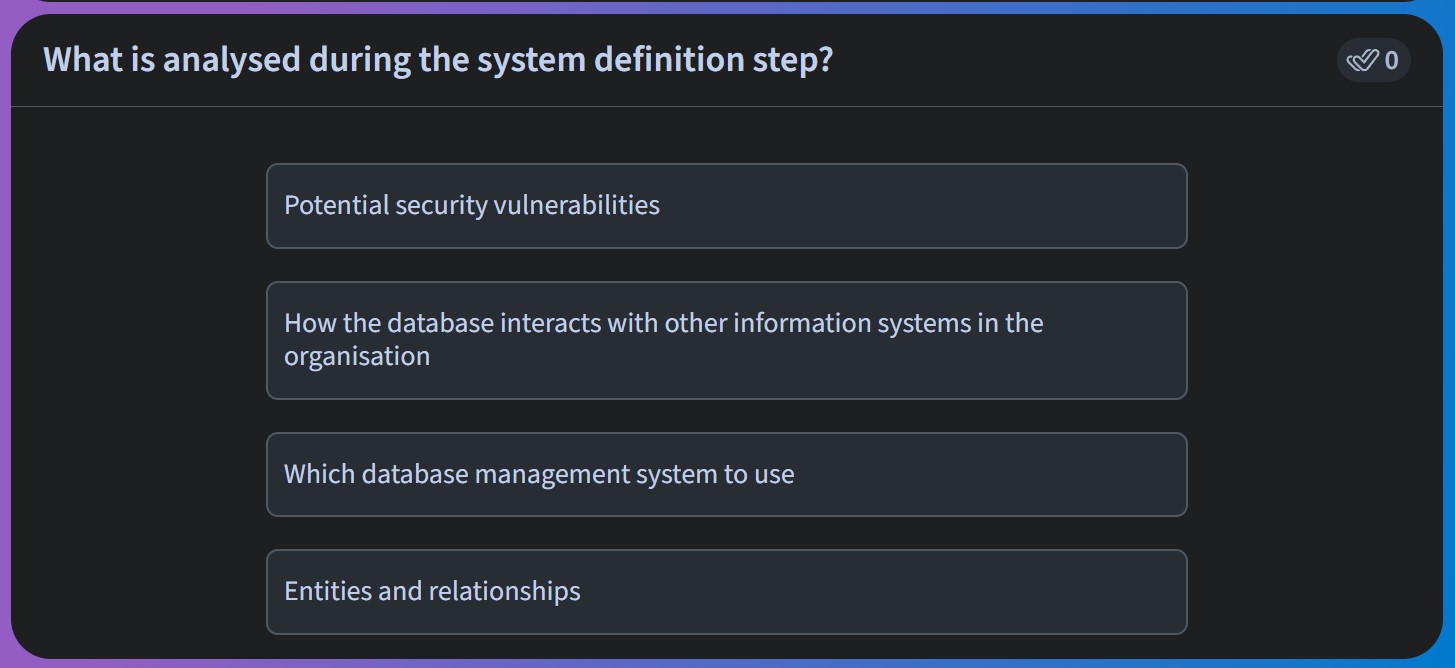 What is analysed during the system definition step?
0
Potential security vulnerabilities
How the database interacts with other information systems in the
organisation
Which database management system to use
Entities and relationships